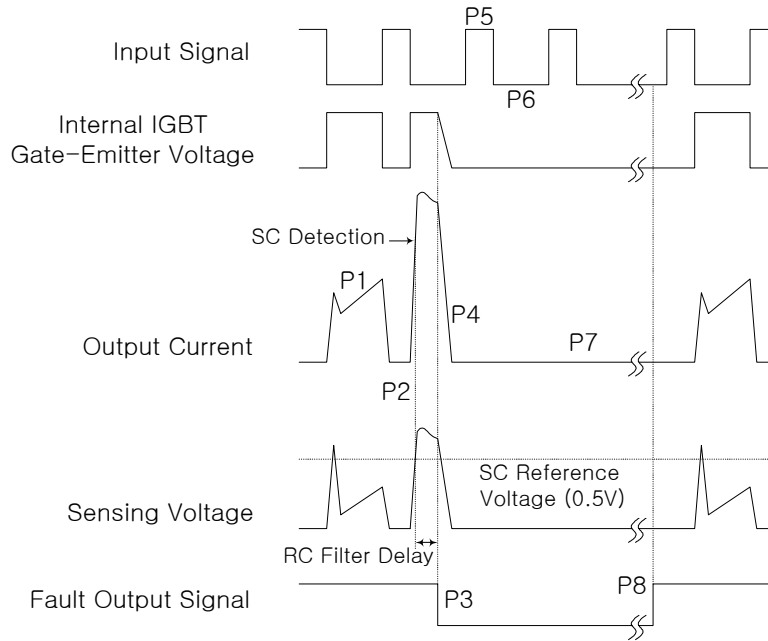 P5
Input Signal
P6
Internal IGBT
Gate-Emitter Voltage
SC Detection
P1
P4
Output Current
P7
P2
SC Reference
Voltage (0.5V)
Sensing Voltage
RC Filter Delay
Fault Output Signal
P3
P8